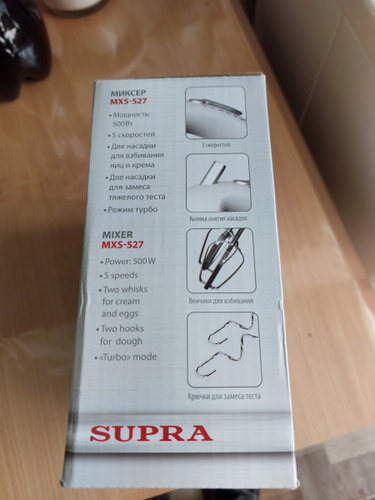 МИКСЕР
MXS-527
• Мощность:
500Вт
• 5 скоростей
• Две насадки
для взбивания
яиц и крема
• Две насадки
для замеса
тяжелого теста
• Режим турбо
MIXER
MXS-527
• Power: 500W
• 5 speeds
• Two whisks
for cream
and eggs
• Two hooks
for dough
• «Turbo» mode
5 скоростей
Кнопка снятия насадок
Венчики для взбивания
Крючки для замеса теста
SUPRA